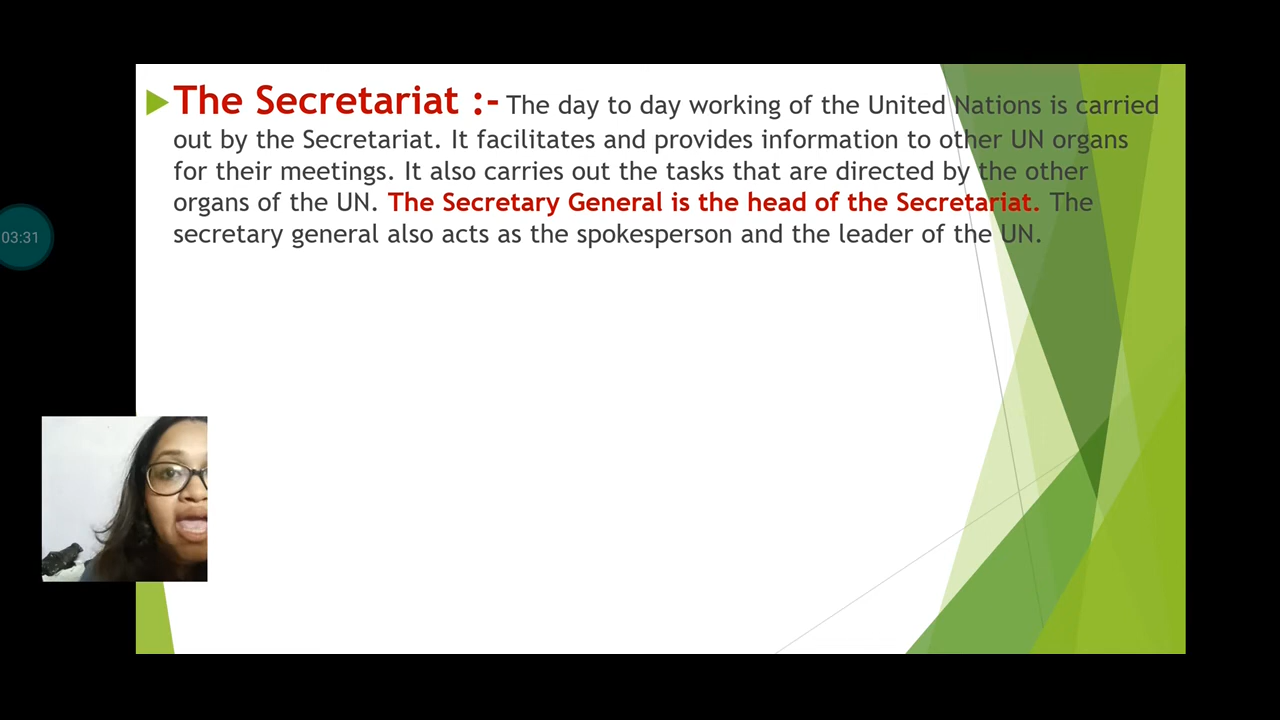 The Secretariat :- The day to day working of the United Nations is carried
out by the Secretariat. It facilitates and provides information to other UN organs
for their meetings. It also carries out the tasks that are directed by the other
organs of the UN. The Secretary General is the head of the Secretariat. The
secretary general also acts as the spokesperson and the leader of the UN.
03:31